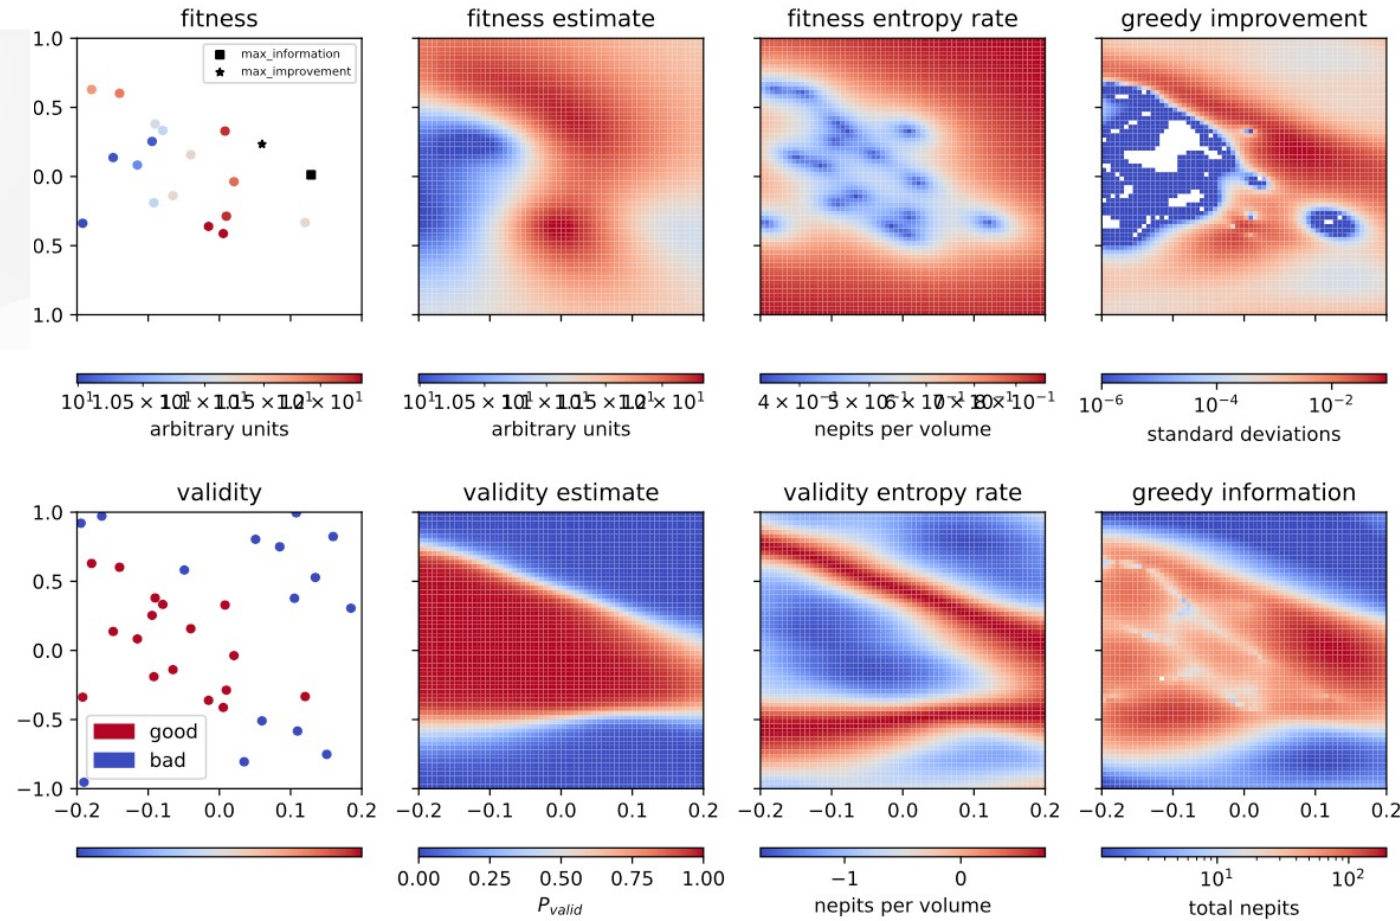 fitness
fitness estimate
fitness entropy rate
greedy improvement
max_information
max_improvement
1.0
0.5
0.0
0.5
1.0
arbitrary units
arbitrary units
nepits per volume
10⁻⁶
10⁻⁴
10⁻²
standard deviations
validity
validity estimate
validity entropy rate
greedy information
1.0
0.5
0.0
−0.5
−1.0
good
bad
−0.2 −0.1 0.0 0.1 0.2
−0.1 0.0 0.1 0.2
−0.1 0.0 0.1 0.2
−0.1 0.0 0.1 0.2
0.00 0.25 0.50 0.75 1.00
P_valid
−1 0
nepits per volume
10¹ 10²
total nepits